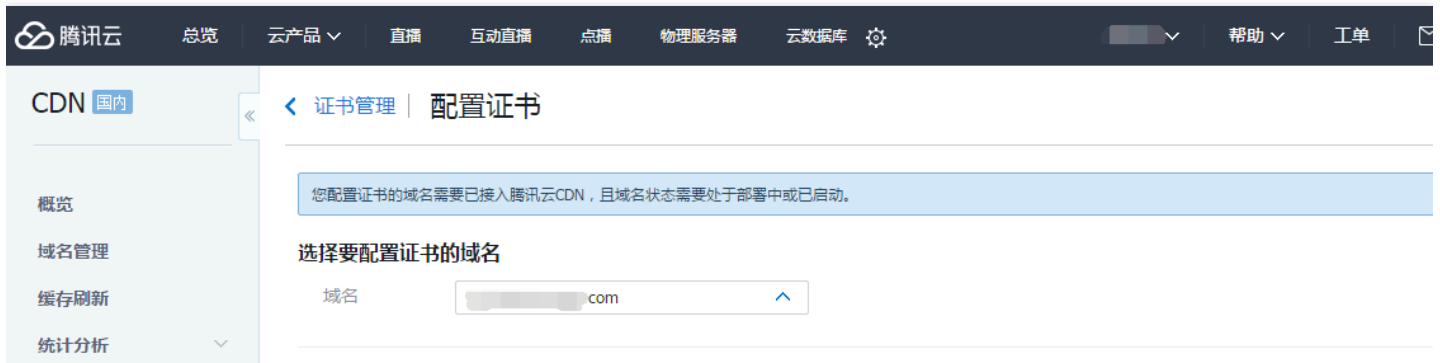 腾讯云 总览 云产品 直播 互动直播 点播 物理服务器 云数据库 帮助 工单
CDN 国内
证书管理 配置证书
您配置证书的域名需要已接入腾讯云CDN，且域名状态需要处于部署中或已启动。
概览
域名管理
选择要配置证书的域名
缓存刷新
域名 com
统计分析